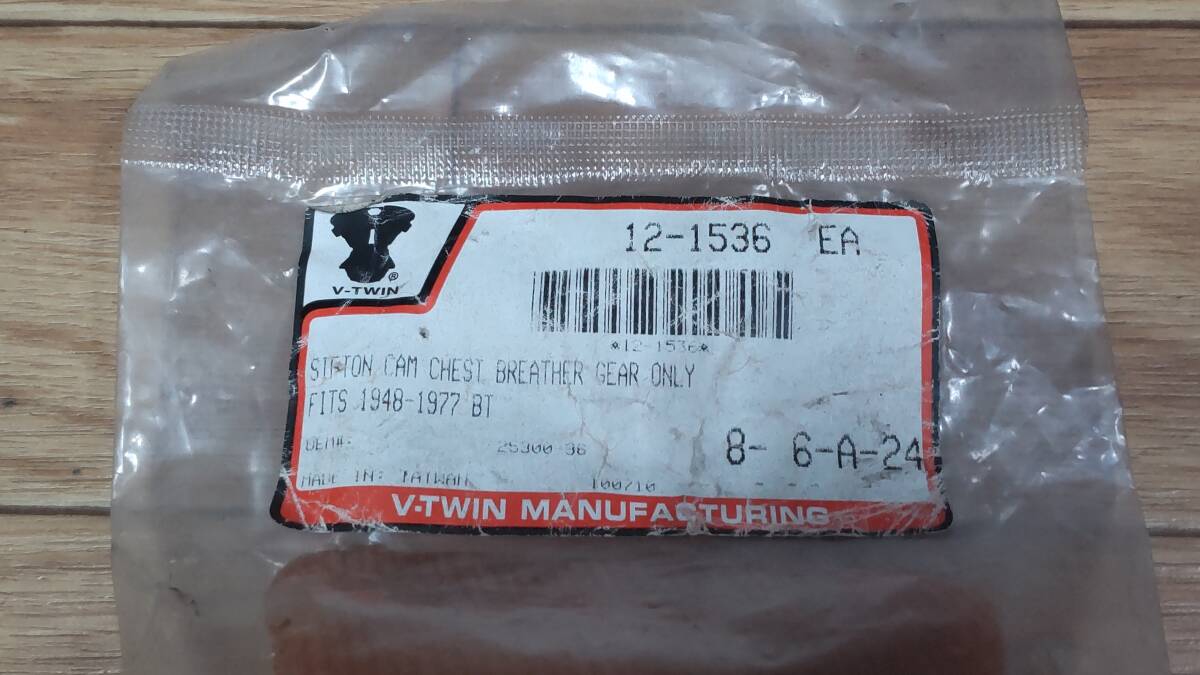 12-1536 EA
®
V-TWIN
*12-1536*
SIFTON CAM CHEST BREATHER GEAR ONLY
FITS 1948-1977 BT
OEM#: 25300-36
8- 6-A-24
MADE IN: TAIWAN 100710
V-TWIN MANUFACTURING